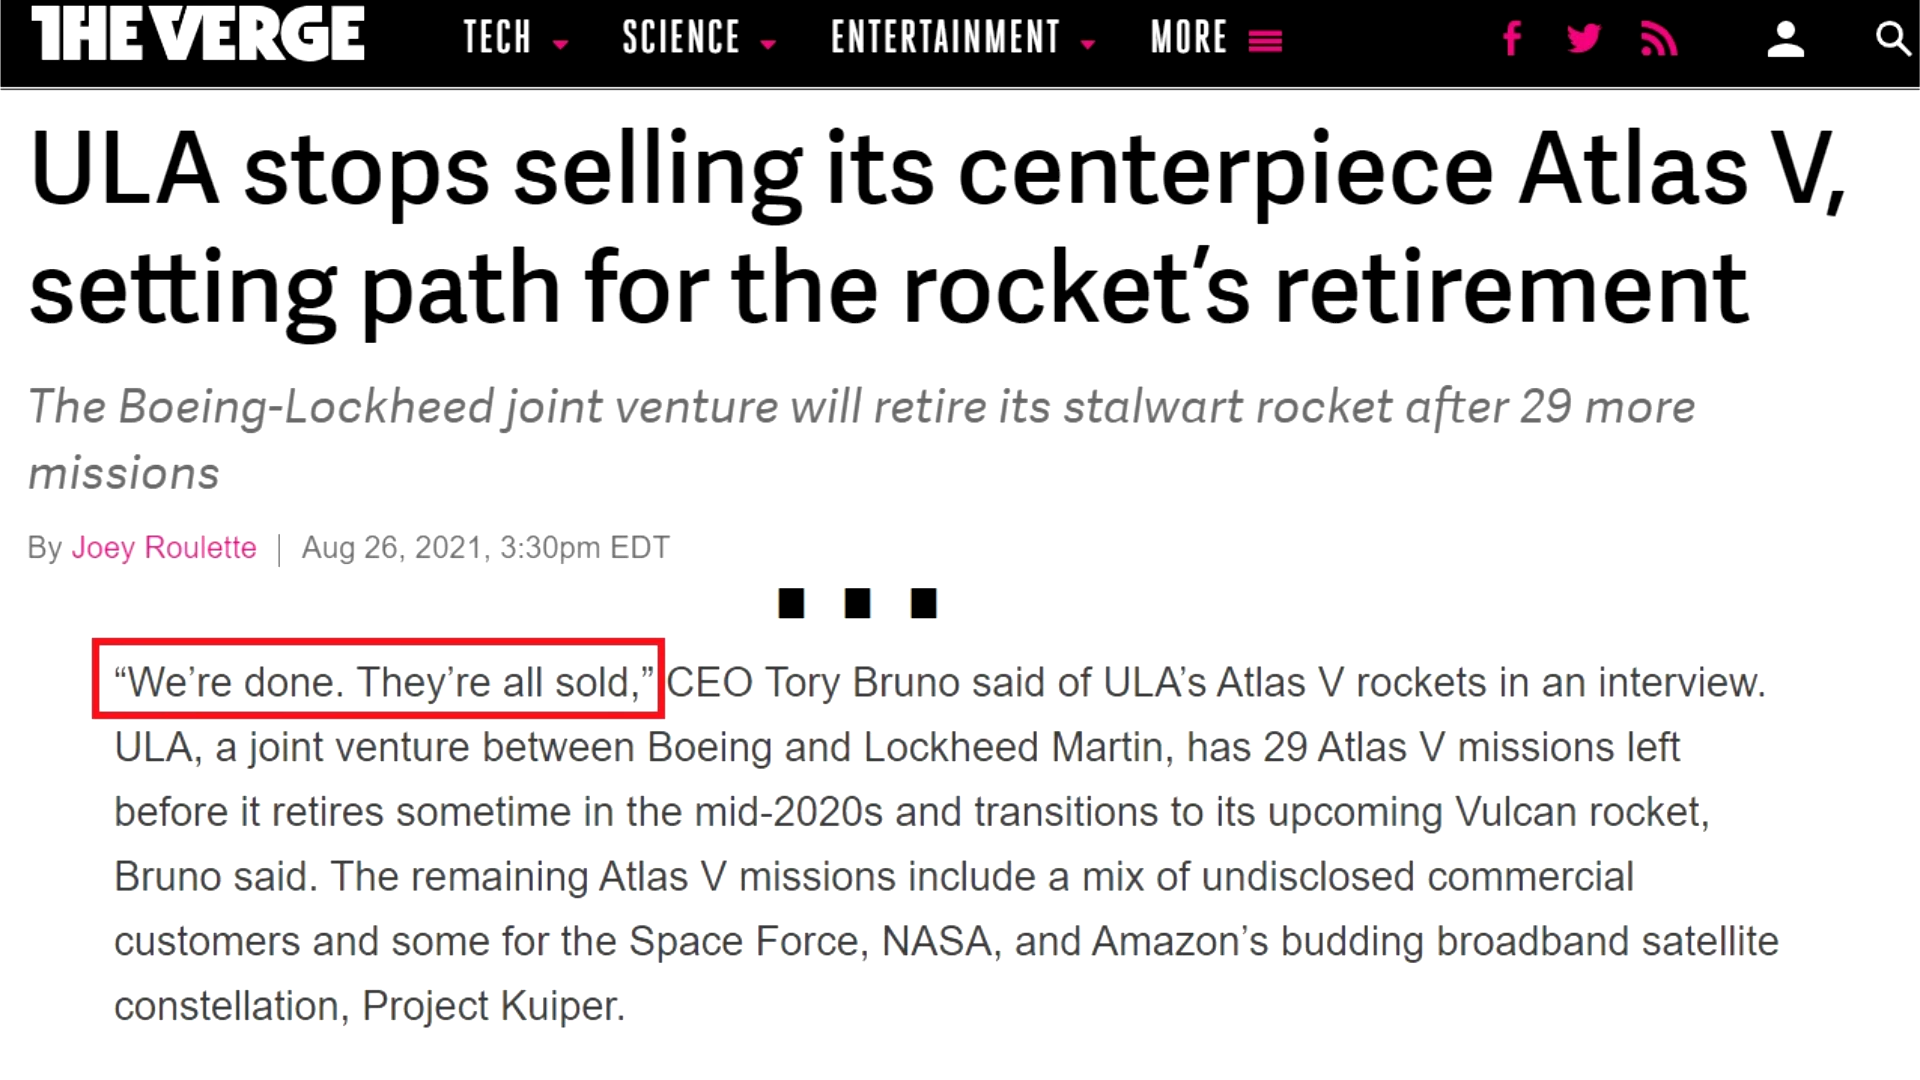 THE VERGE TECH SCIENCE ENTERTAINMENT MORE
ULA stops selling its centerpiece Atlas V,
setting path for the rocket’s retirement
The Boeing-Lockheed joint venture will retire its stalwart rocket after 29 more
missions
By Joey Roulette | Aug 26, 2021, 3:30pm EDT
“We’re done. They’re all sold,” CEO Tory Bruno said of ULA’s Atlas V rockets in an interview.
ULA, a joint venture between Boeing and Lockheed Martin, has 29 Atlas V missions left
before it retires sometime in the mid-2020s and transitions to its upcoming Vulcan rocket,
Bruno said. The remaining Atlas V missions include a mix of undisclosed commercial
customers and some for the Space Force, NASA, and Amazon’s budding broadband satellite
constellation, Project Kuiper.